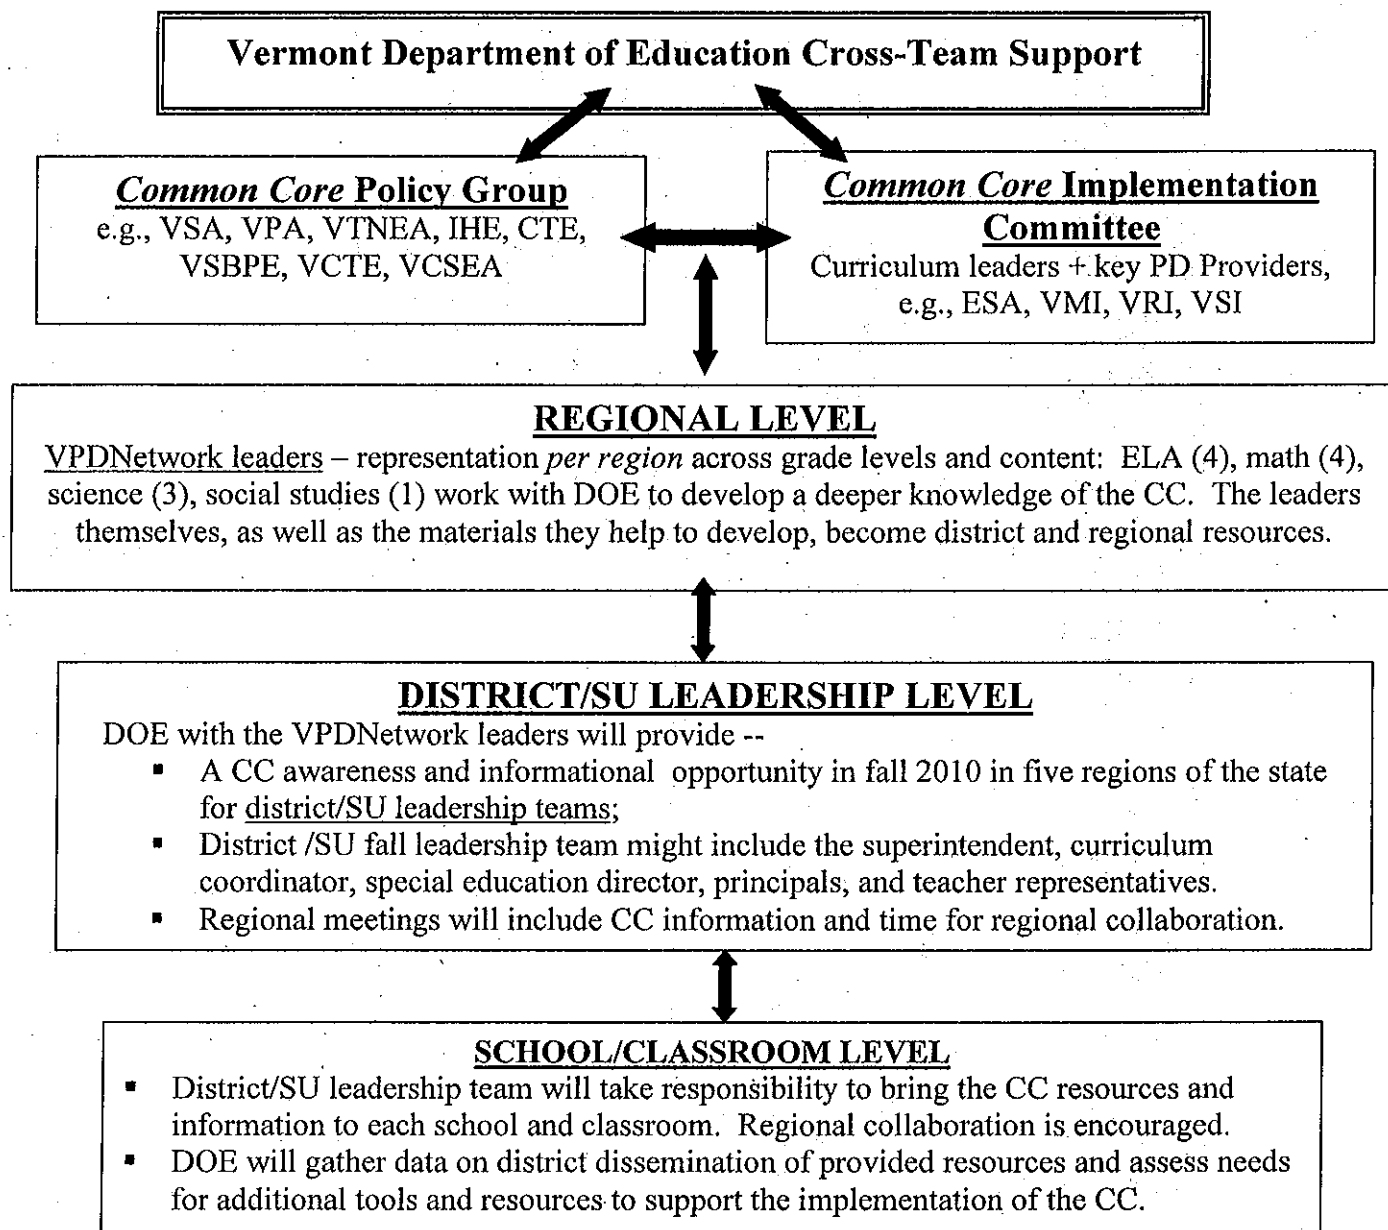 Vermont Department of Education Cross-Team Support
Common Core Policy Group
e.g., VSA, VPA, VTNEA, IHE, CTE,
VSBPE, VCTE, VCSEA
Common Core Implementation
Committee
Curriculum leaders + key PD Providers,
e.g., ESA, VMI, VRI, VSI
REGIONAL LEVEL
VPDNetwork leaders – representation per region across grade levels and content: ELA (4), math (4),
science (3), social studies (1) work with DOE to develop a deeper knowledge of the CC. The leaders
themselves, as well as the materials they help to develop, become district and regional resources.
DISTRICT/SU LEADERSHIP LEVEL
DOE with the VPDNetwork leaders will provide --
▪ A CC awareness and informational opportunity in fall 2010 in five regions of the state
for district/SU leadership teams;
▪ District /SU fall leadership team might include the superintendent, curriculum
coordinator, special education director, principals, and teacher representatives.
▪ Regional meetings will include CC information and time for regional collaboration.
SCHOOL/CLASSROOM LEVEL
▪ District/SU leadership team will take responsibility to bring the CC resources and
information to each school and classroom. Regional collaboration is encouraged.
▪ DOE will gather data on district dissemination of provided resources and assess needs
for additional tools and resources to support the implementation of the CC.